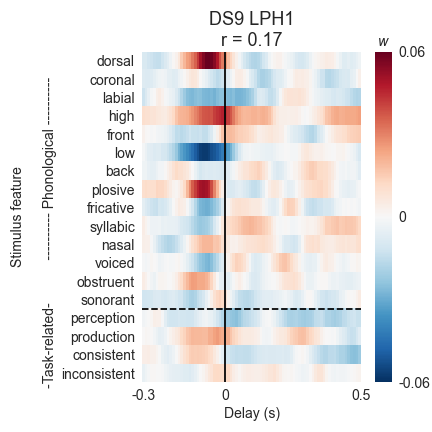 DS9 LPH1
r = 0.17
w
dorsal
coronal
labial
high
front
low
back
plosive
fricative
syllabic
nasal
voiced
obstruent
sonorant
perception
production
consistent
inconsistent
Stimulus feature
---------- Phonological ----------
-Task-related-
-0.3
0
0.5
Delay (s)
0.06
0
-0.06